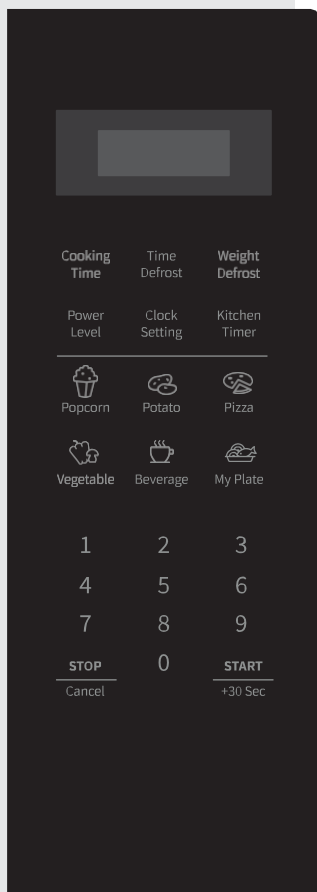 Cooking Time
Time Defrost
Weight Defrost
Power Level
Clock Setting
Kitchen Timer
Popcorn Potato Pizza
Vegetable Beverage My Plate
1 2 3
4 5 6
7 8 9
STOP 0 START
Cancel +30 Sec